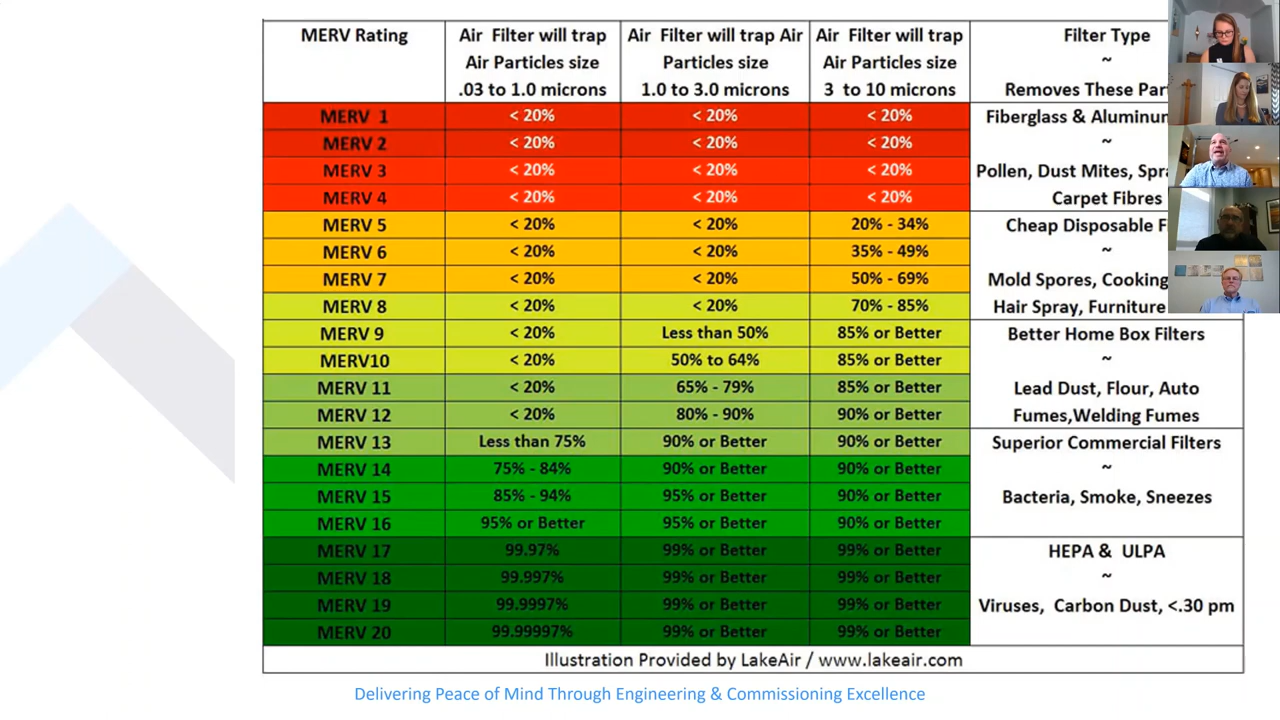 MERV Rating
Air Filter will trap
Air Particles size
.03 to 1.0 microns
Air Filter will trap Air
Particles size
1.0 to 3.0 microns
Air Filter will trap
Air Particles size
3 to 10 microns
Filter Type
~
Removes These
MERV 1 < 20% < 20% < 20%
MERV 2 < 20% < 20% < 20%
MERV 3 < 20% < 20% < 20%
MERV 4 < 20% < 20% < 20%
Fiberglass &
~
Pollen, Dust Mites,
Carpet Fibres
MERV 5 < 20% < 20% 20% - 34%
MERV 6 < 20% < 20% 35% - 49%
MERV 7 < 20% < 20% 50% - 69%
MERV 8 < 20% < 20% 70% - 85%
Cheap Disposable
~
Mold Spores, Cooking
Hair Spray, Furniture
MERV 9 < 20% Less than 50% 85% or Better
MERV10 < 20% 50% to 64% 85% or Better
MERV 11 < 20% 65% - 79% 85% or Better
MERV 12 < 20% 80% - 90% 90% or Better
Better Home Box Filters
~
Lead Dust, Flour, Auto
Fumes,Welding Fumes
MERV 13 Less than 75% 90% or Better 90% or Better
MERV 14 75% - 84% 90% or Better 90% or Better
MERV 15 85% - 94% 95% or Better 90% or Better
MERV 16 95% or Better 95% or Better 90% or Better
Superior Commercial Filters
~
Bacteria, Smoke, Sneezes
MERV 17 99.97% 99% or Better 99% or Better
MERV 18 99.997% 99% or Better 99% or Better
MERV 19 99.9997% 99% or Better 99% or Better
MERV 20 99.99997% 99% or Better 99% or Better
HEPA & ULPA
~
Viruses, Carbon Dust, <.30 pm
Illustration Provided by LakeAir / www.lakeair.com
Delivering Peace of Mind Through Engineering & Commissioning Excellence